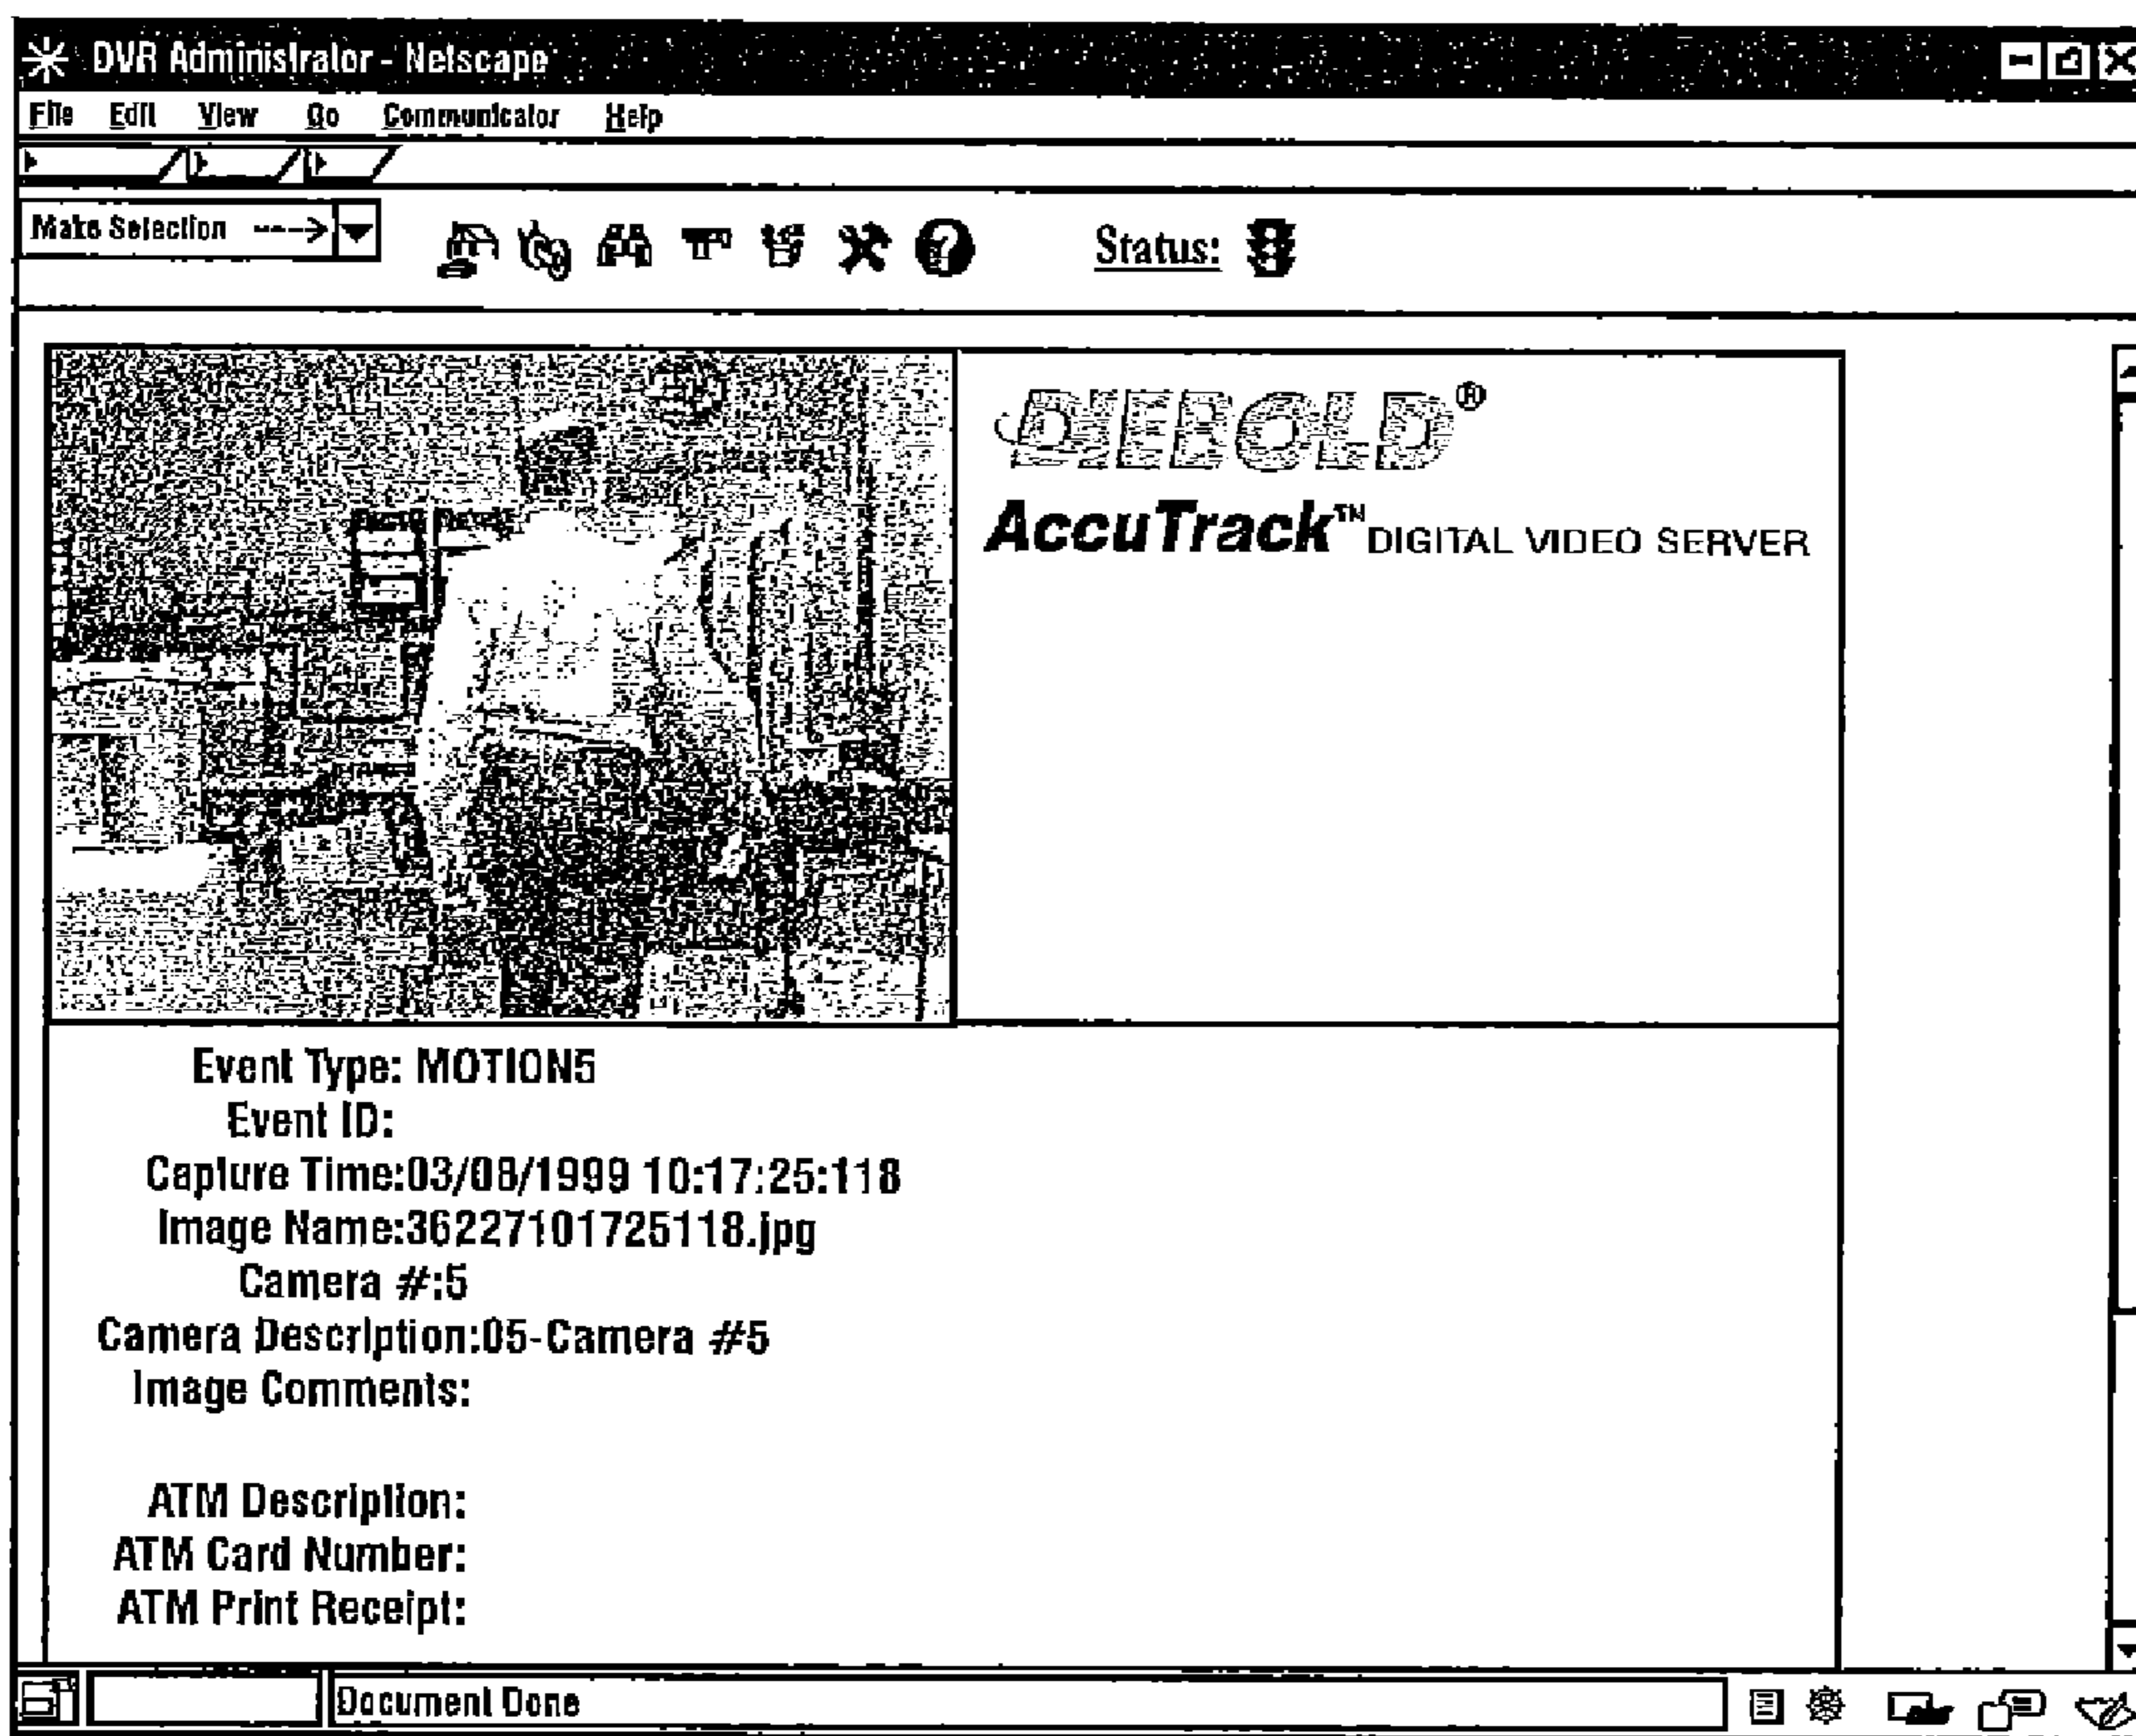 DVR Administrator - Netscape
File Edit View Go Communicator Help
Make Selection ---->
Status:
DIEBOLD®
AccuTrack™ DIGITAL VIDEO SERVER
Event Type: MOTION5
Event ID:
Capture Time:03/08/1999 10:17:25:118
Image Name:36227101725118.jpg
Camera #:5
Camera Description:05-Camera #5
Image Comments:
ATM Description:
ATM Card Number:
ATM Print Receipt:
Document Done